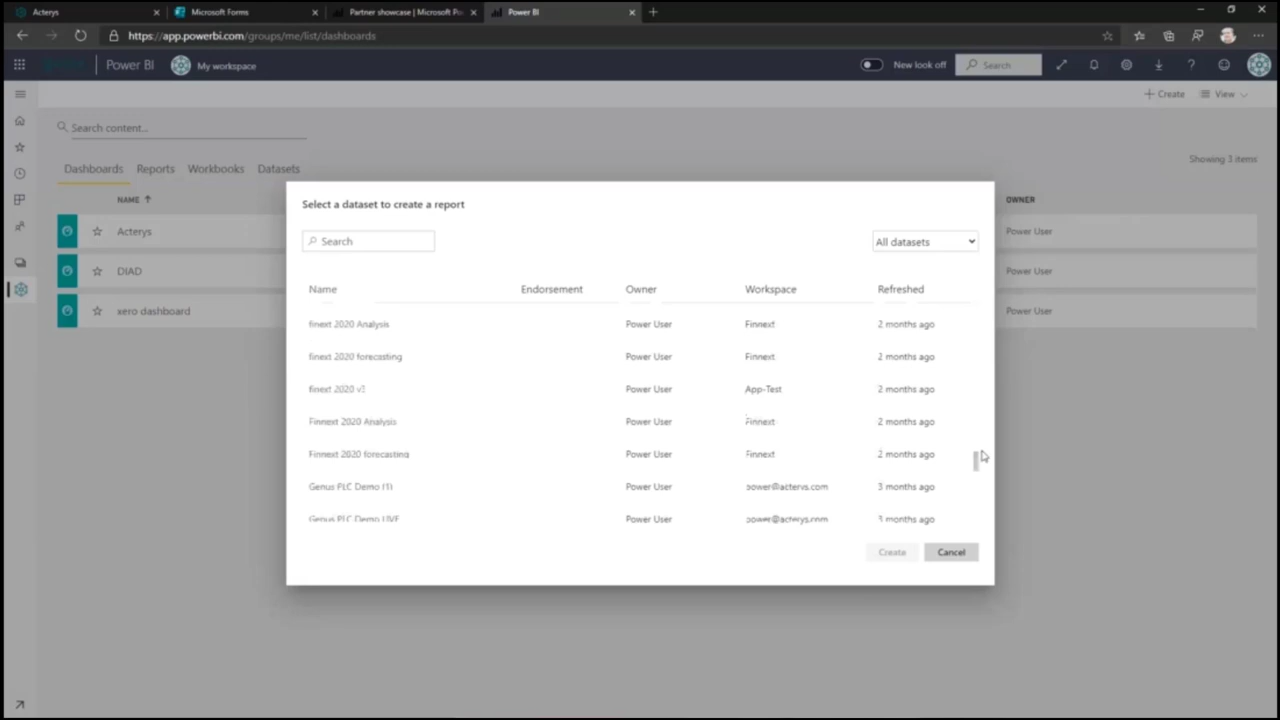 Acterys
Microsoft Forms
Partner showcase | Microsoft Po
Power BI
https://app.powerbi.com/groups/me/list/dashboards
Power BI
My workspace
New look off
Search
Create
View
Search content...
Showing 3 items
Dashboards Reports Workbooks Datasets
NAME
OWNER
Acterys Power User
DIAD Power User
xero dashboard Power User
Select a dataset to create a report
Search
All datasets
Name Endorsement Owner Workspace Refreshed
finext 2020 Analysis Power User Finnext 2 months ago
finext 2020 forecasting Power User Finnext 2 months ago
finext 2020 v3 Power User App-Test 2 months ago
Finnext 2020 Analysis Power User Finnext 2 months ago
Finnext 2020 forecasting Power User Finnext 2 months ago
Genus PLC Demo (1) Power User power@acterys.com 3 months ago
Genus PLC Demo LIVE Power User power@acterys.com 3 months ago
Create Cancel